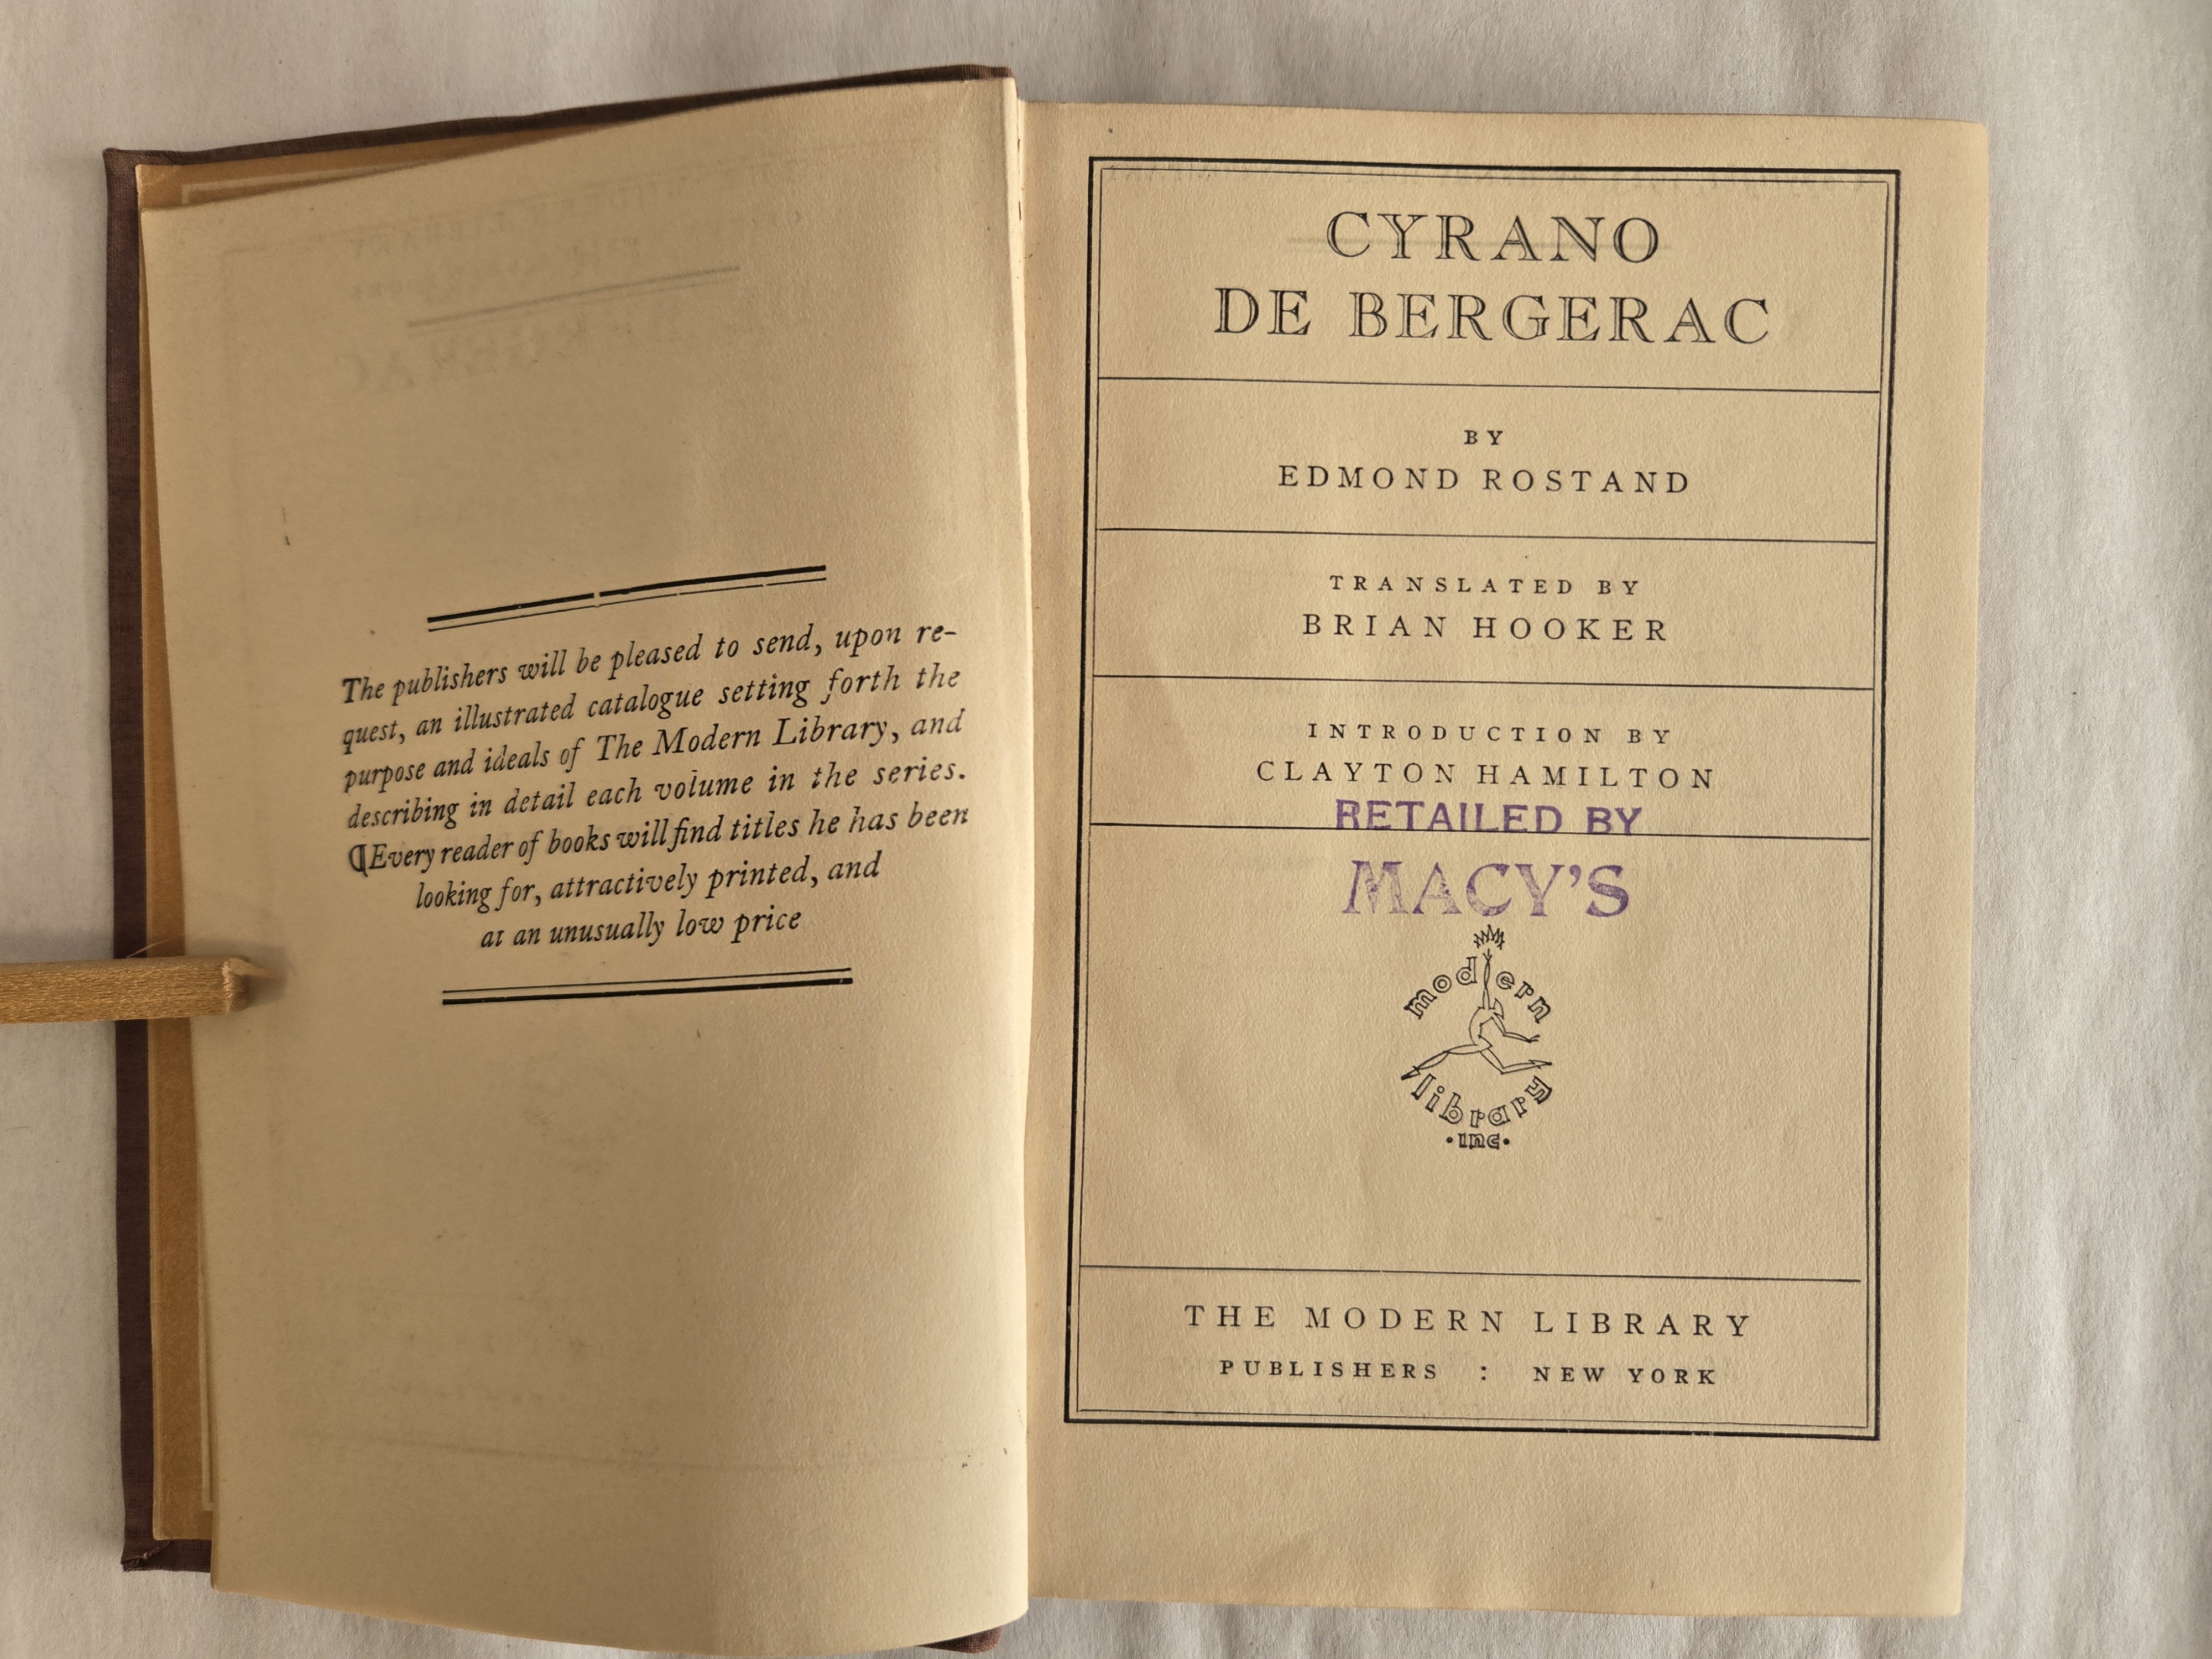 The publishers will be pleased to send, upon re-
quest, an illustrated catalogue setting forth the
purpose and ideals of The Modern Library, and
describing in detail each volume in the series.
¶Every reader of books will find titles he has been
looking for, attractively printed, and
at an unusually low price
CYRANO
DE BERGERAC
BY
EDMOND ROSTAND
TRANSLATED BY
BRIAN HOOKER
INTRODUCTION BY
CLAYTON HAMILTON
RETAILED BY
MACY'S
modern
library
·inc·
THE MODERN LIBRARY
PUBLISHERS : NEW YORK